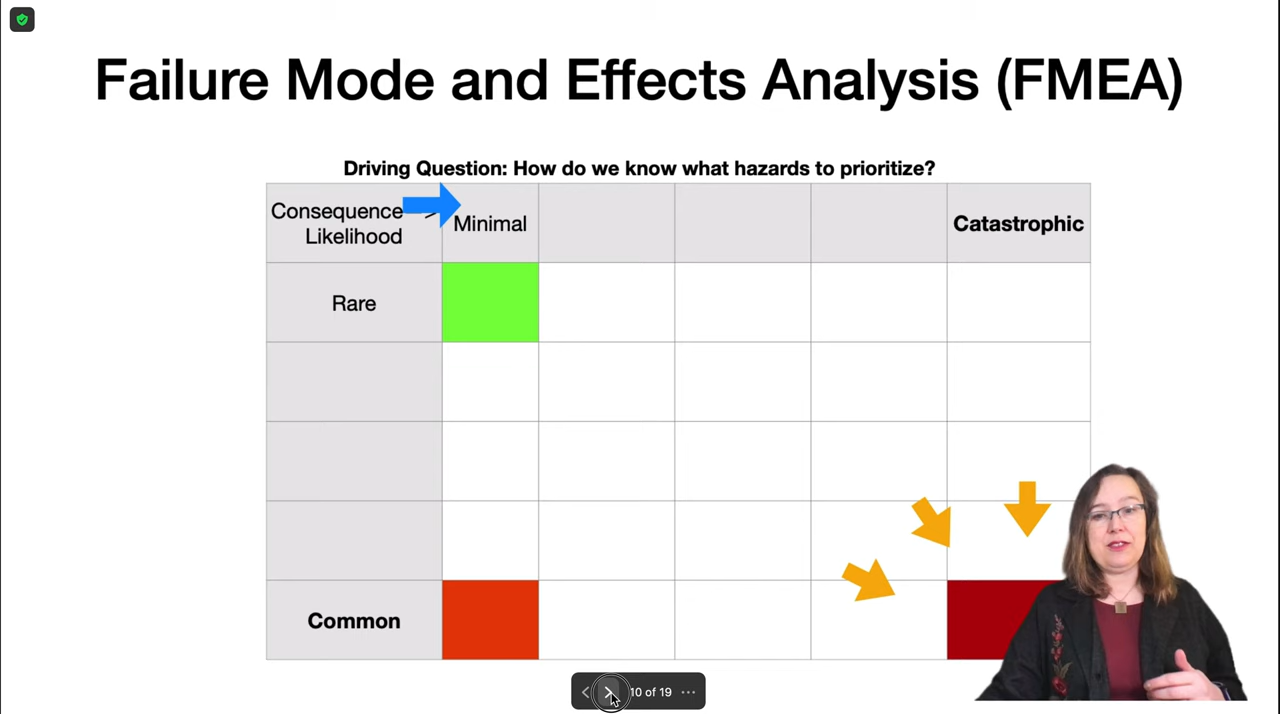 Failure Mode and Effects Analysis (FMEA)
Driving Question: How do we know what hazards to prioritize?
Consequence >
Likelihood
Minimal
Catastrophic
Rare
Common
10 of 19